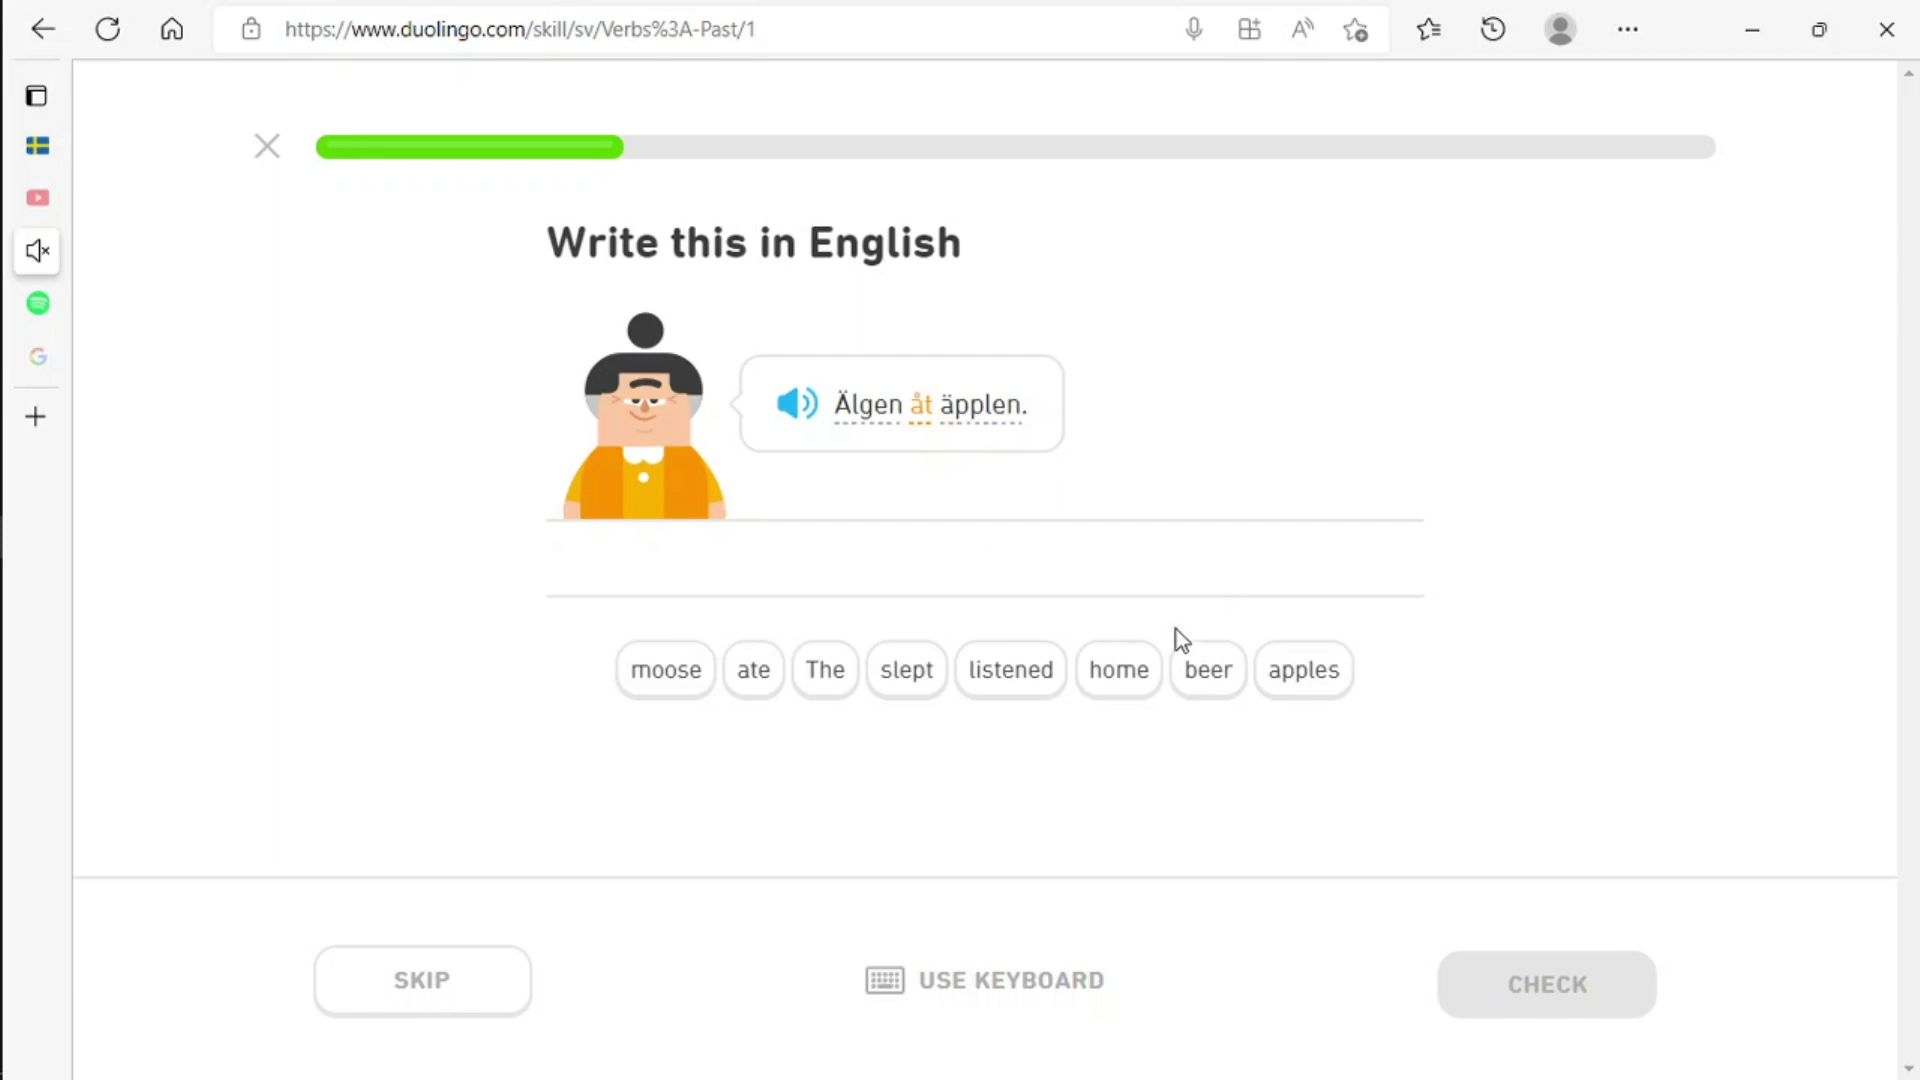 https://www.duolingo.com/skill/sv/Verbs%3A-Past/1
Write this in English
Älgen åt äpplen.
moose ate The slept listened home beer apples
SKIP USE KEYBOARD CHECK